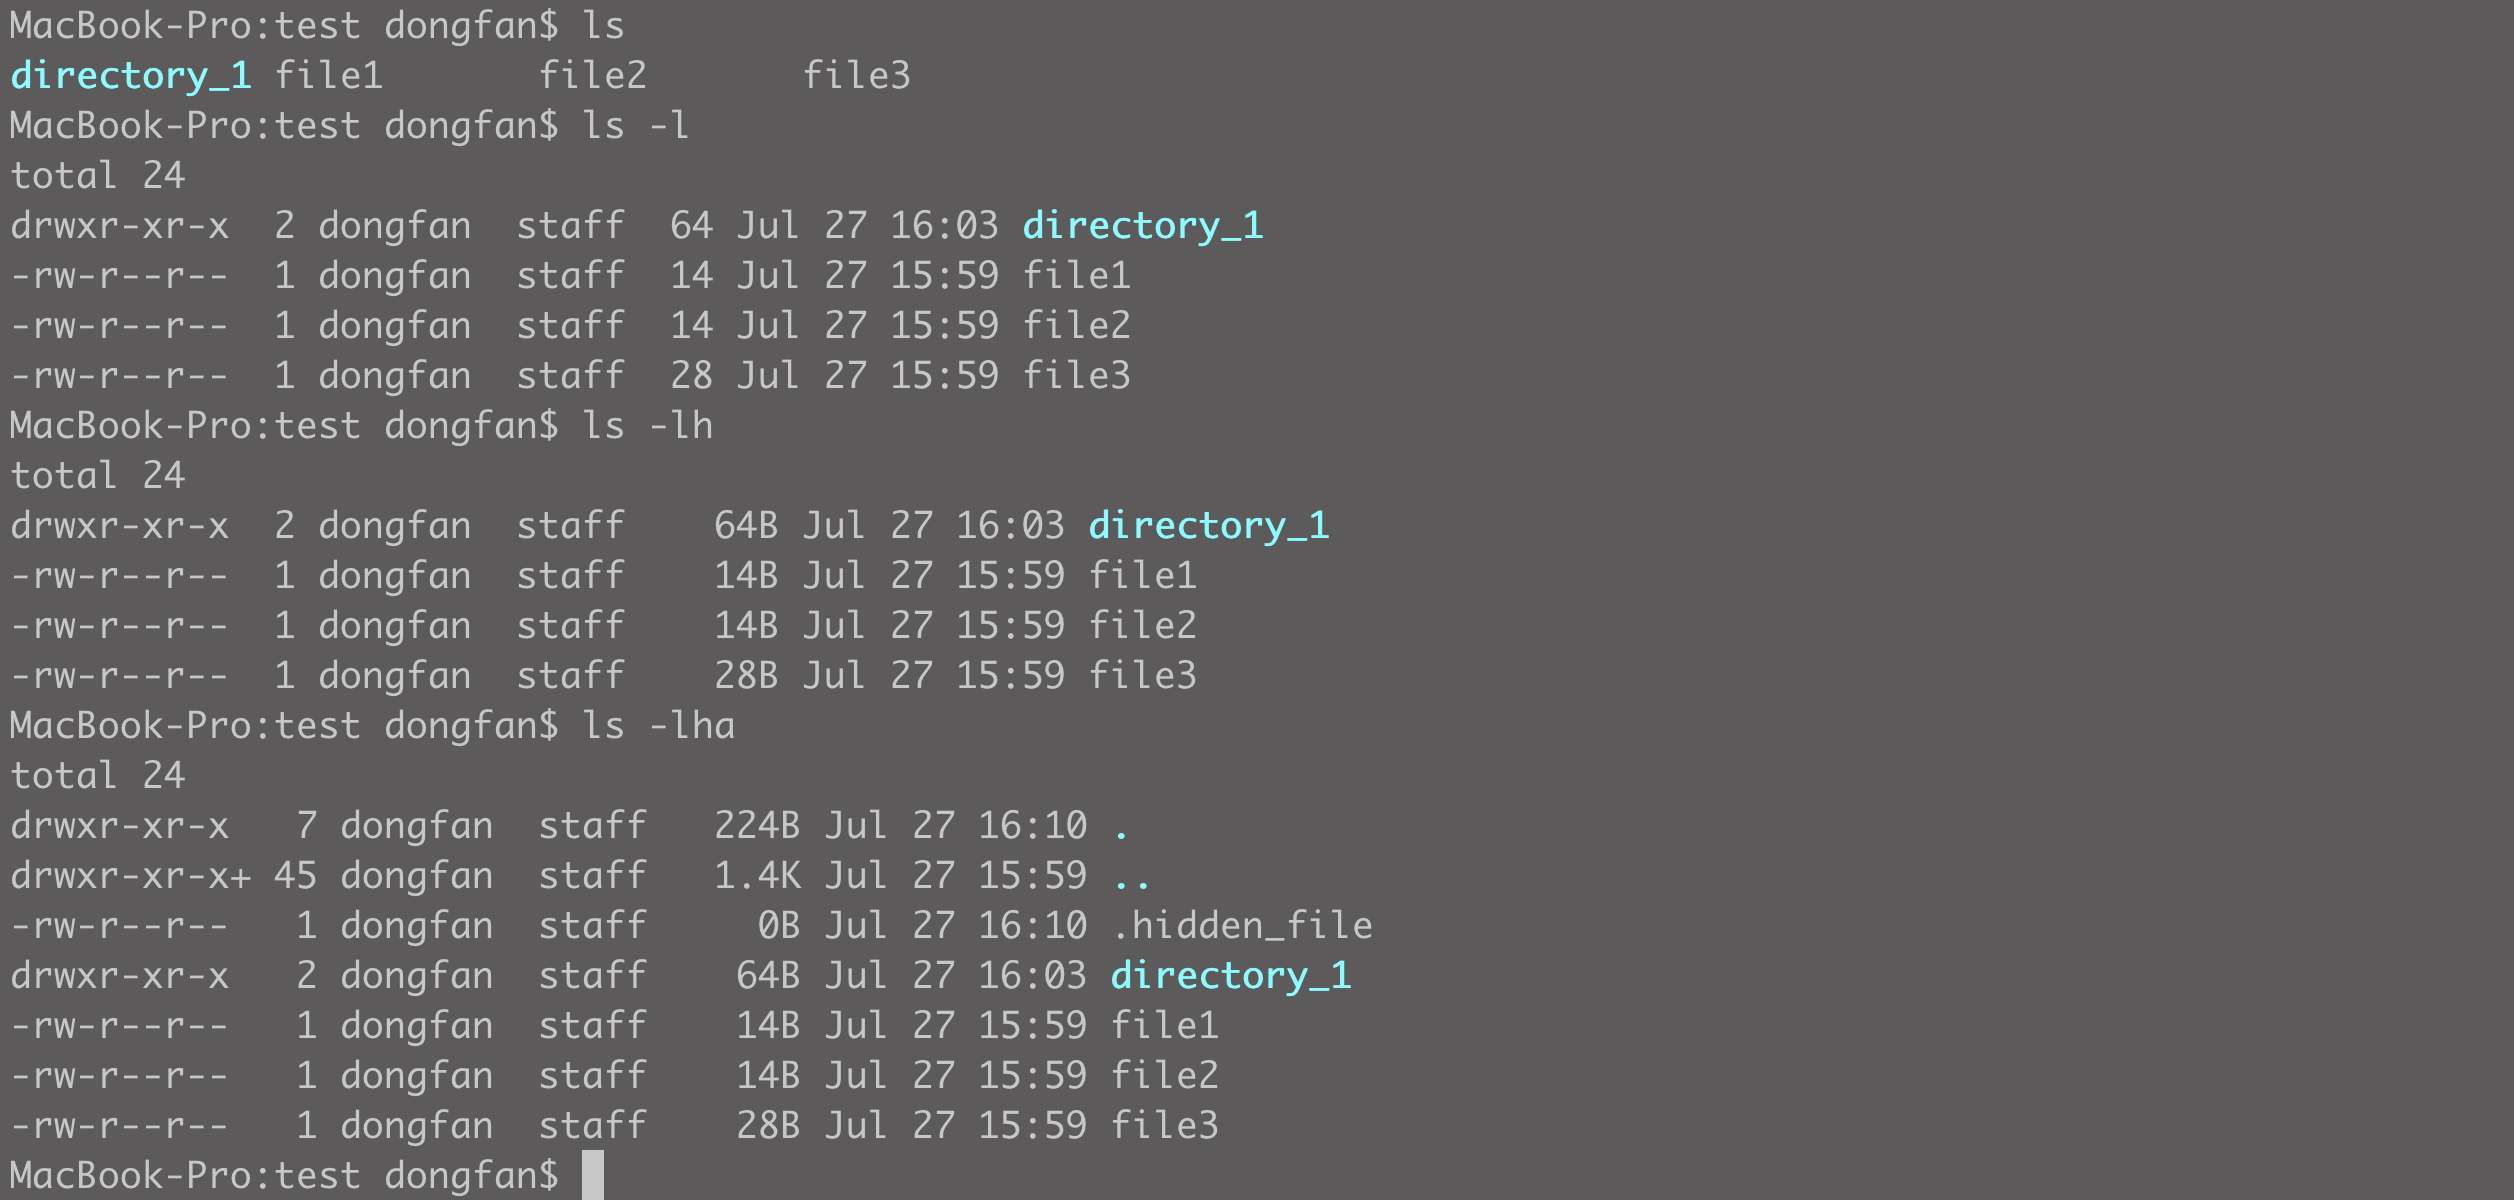 MacBook-Pro:test dongfan$ ls
directory_1 file1       file2       file3
MacBook-Pro:test dongfan$ ls -l
total 24
drwxr-xr-x  2 dongfan  staff  64 Jul 27 16:03 directory_1
-rw-r--r--  1 dongfan  staff  14 Jul 27 15:59 file1
-rw-r--r--  1 dongfan  staff  14 Jul 27 15:59 file2
-rw-r--r--  1 dongfan  staff  28 Jul 27 15:59 file3
MacBook-Pro:test dongfan$ ls -lh
total 24
drwxr-xr-x  2 dongfan  staff    64B Jul 27 16:03 directory_1
-rw-r--r--  1 dongfan  staff    14B Jul 27 15:59 file1
-rw-r--r--  1 dongfan  staff    14B Jul 27 15:59 file2
-rw-r--r--  1 dongfan  staff    28B Jul 27 15:59 file3
MacBook-Pro:test dongfan$ ls -lha
total 24
drwxr-xr-x   7 dongfan  staff   224B Jul 27 16:10 .
drwxr-xr-x+ 45 dongfan  staff   1.4K Jul 27 15:59 ..
-rw-r--r--   1 dongfan  staff     0B Jul 27 16:10 .hidden_file
drwxr-xr-x   2 dongfan  staff    64B Jul 27 16:03 directory_1
-rw-r--r--   1 dongfan  staff    14B Jul 27 15:59 file1
-rw-r--r--   1 dongfan  staff    14B Jul 27 15:59 file2
-rw-r--r--   1 dongfan  staff    28B Jul 27 15:59 file3
MacBook-Pro:test dongfan$